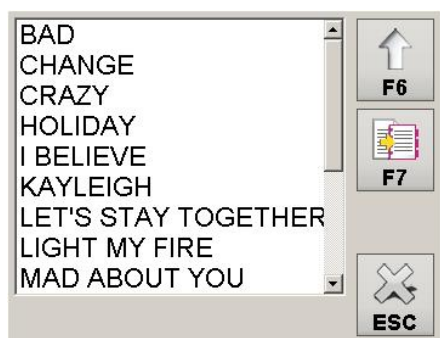 BAD
CHANGE
CRAZY
HOLIDAY
I BELIEVE
KAYLEIGH
LET'S STAY TOGETHER
LIGHT MY FIRE
MAD ABOUT YOU
F6
F7
ESC